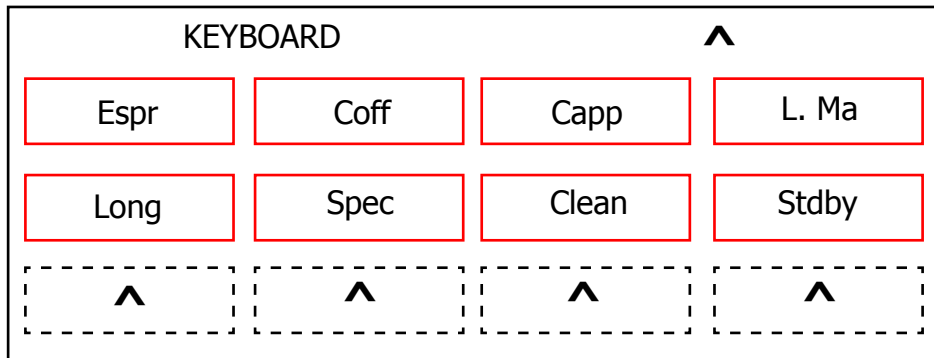 KEYBOARD ^
Espr Coff Capp L. Ma
Long Spec Clean Stdby
^ ^ ^ ^